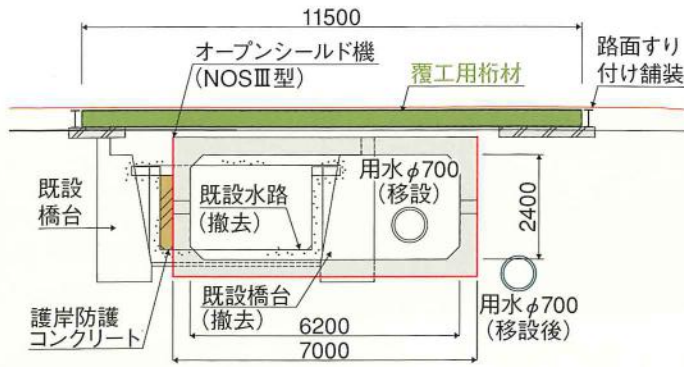 11500
オープンシールド機
(NOSⅢ型)
覆工用桁材
路面すり
付け舗装
既設
橋台
既設水路
(撤去)
用水φ700
(移設)
2400
既設橋台
(撤去)
護岸防護
コンクリート
用水φ700
(移設後)
6200
7000